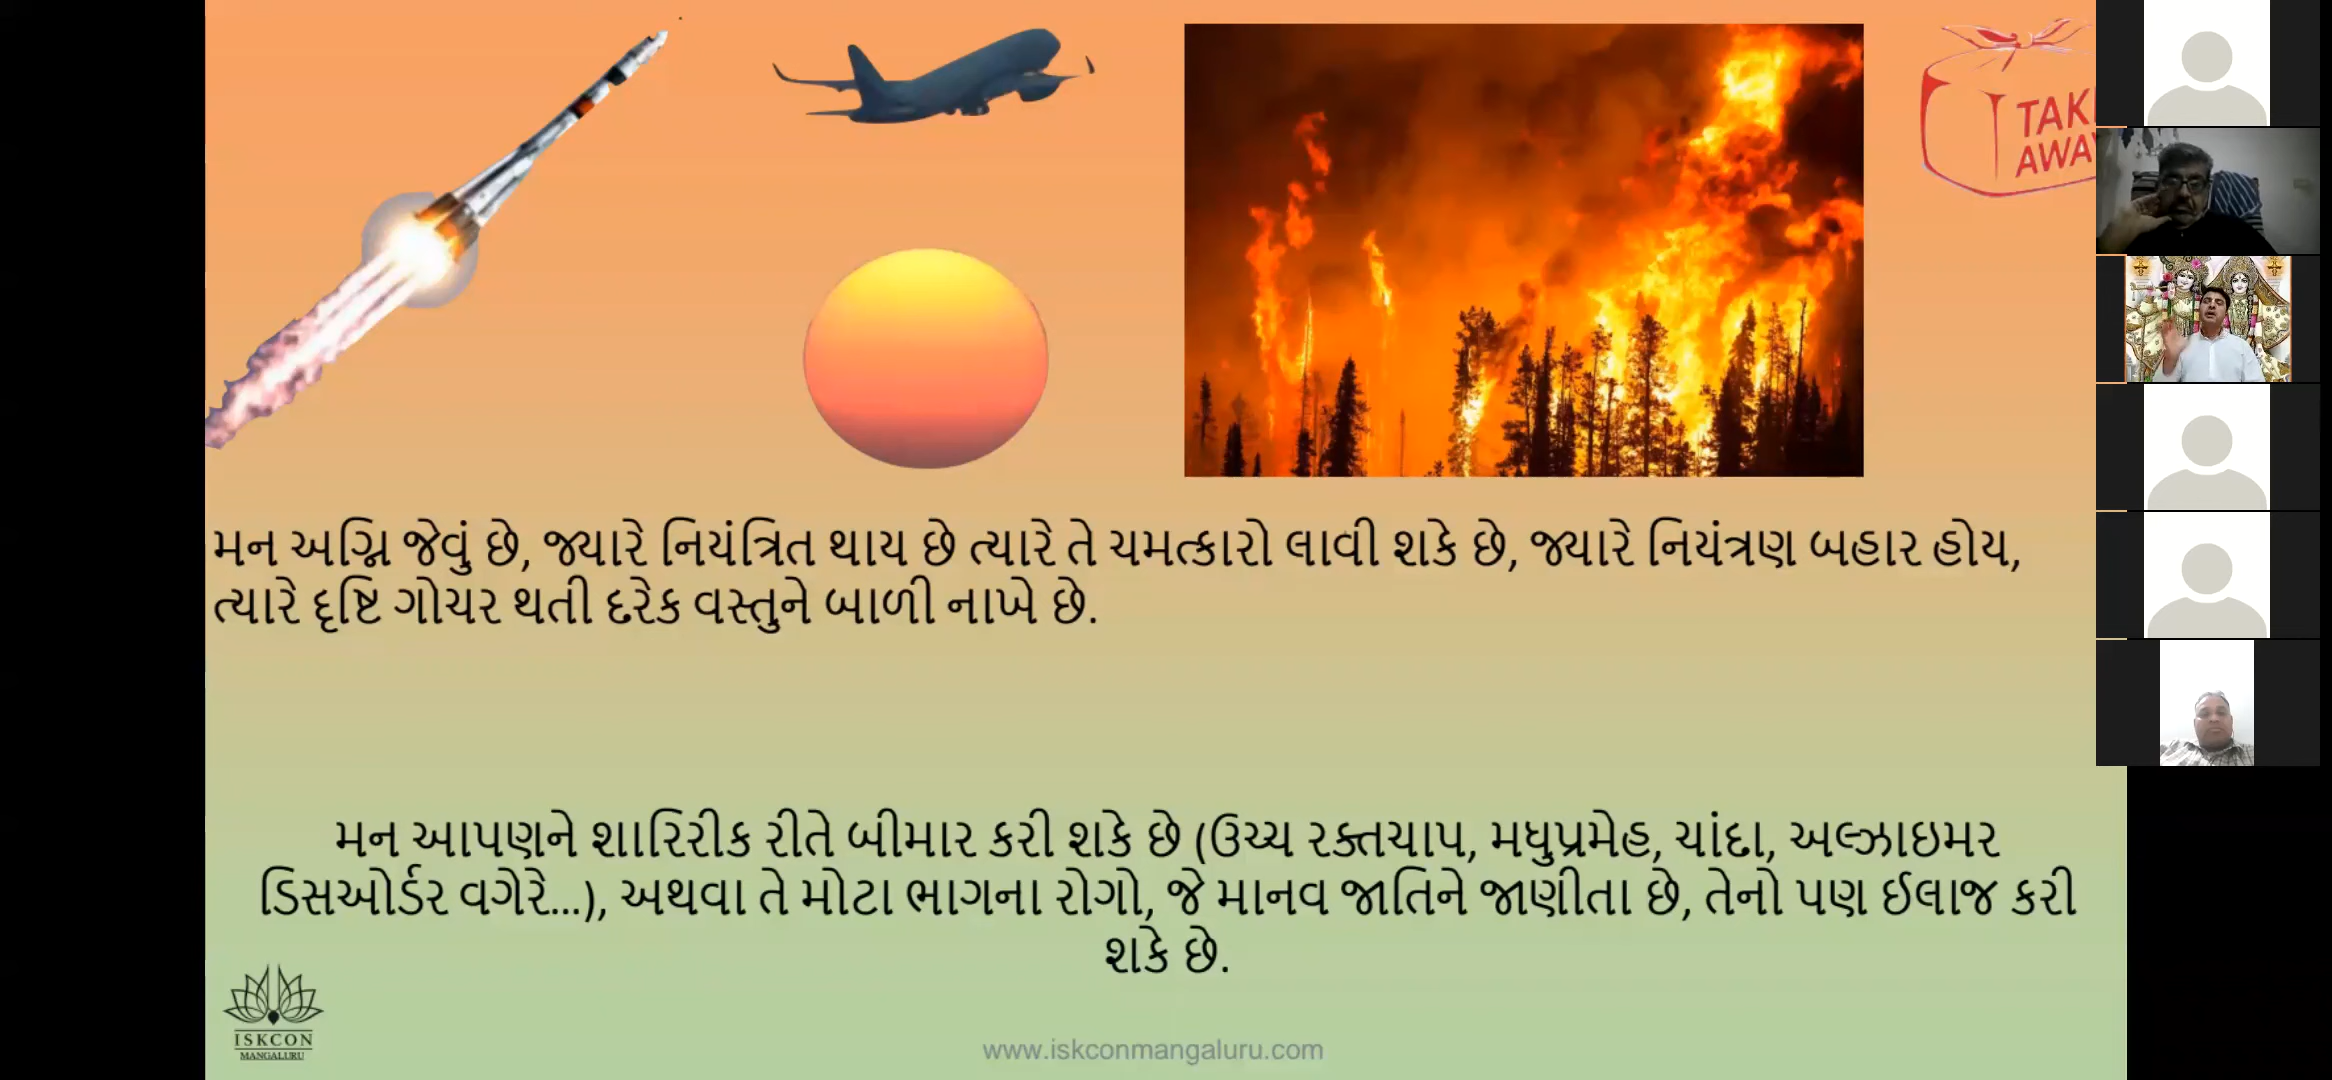 TAK
AWA
મન અગ્નિ જેવું છે, જ્યારે નિયંત્રિત થાય છે ત્યારે તે ચમત્કારો લાવી શકે છે, જ્યારે નિયંત્રણ બહાર હોય,
ત્યારે દૃષ્ટિ ગોચર થતી દરેક વસ્તુને બાળી નાખે છે.
મન આપણને શારિરીક રીતે બીમાર કરી શકે છે (ઉચ્ચ રક્તચાપ, મધુપ્રમેહ, ચાંદા, અલ્ઝાઇમર
ડિસઓર્ડર વગેરે...), અથવા તે મોટા ભાગના રોગો, જે માનવ જાતિને જાણીતા છે, તેનો પણ ઈલાજ કરી
શકે છે.
ISKCON
MANGALURU
www.iskconmangaluru.com